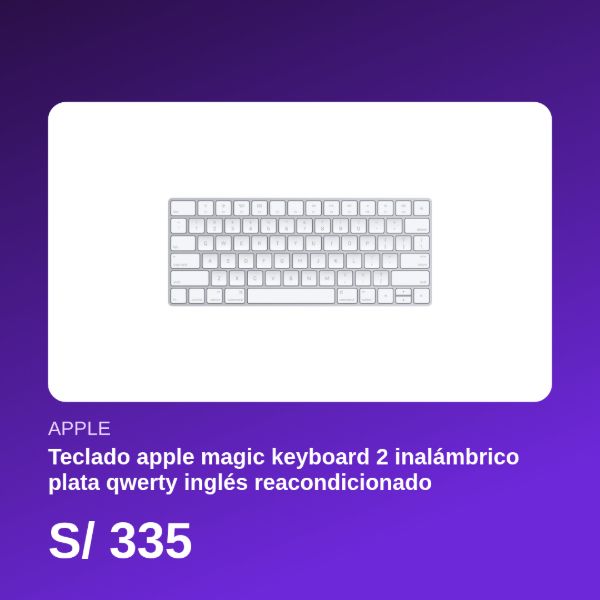 APPLE
Teclado apple magic keyboard 2 inalámbrico
plata qwerty inglés reacondicionado
S/ 335